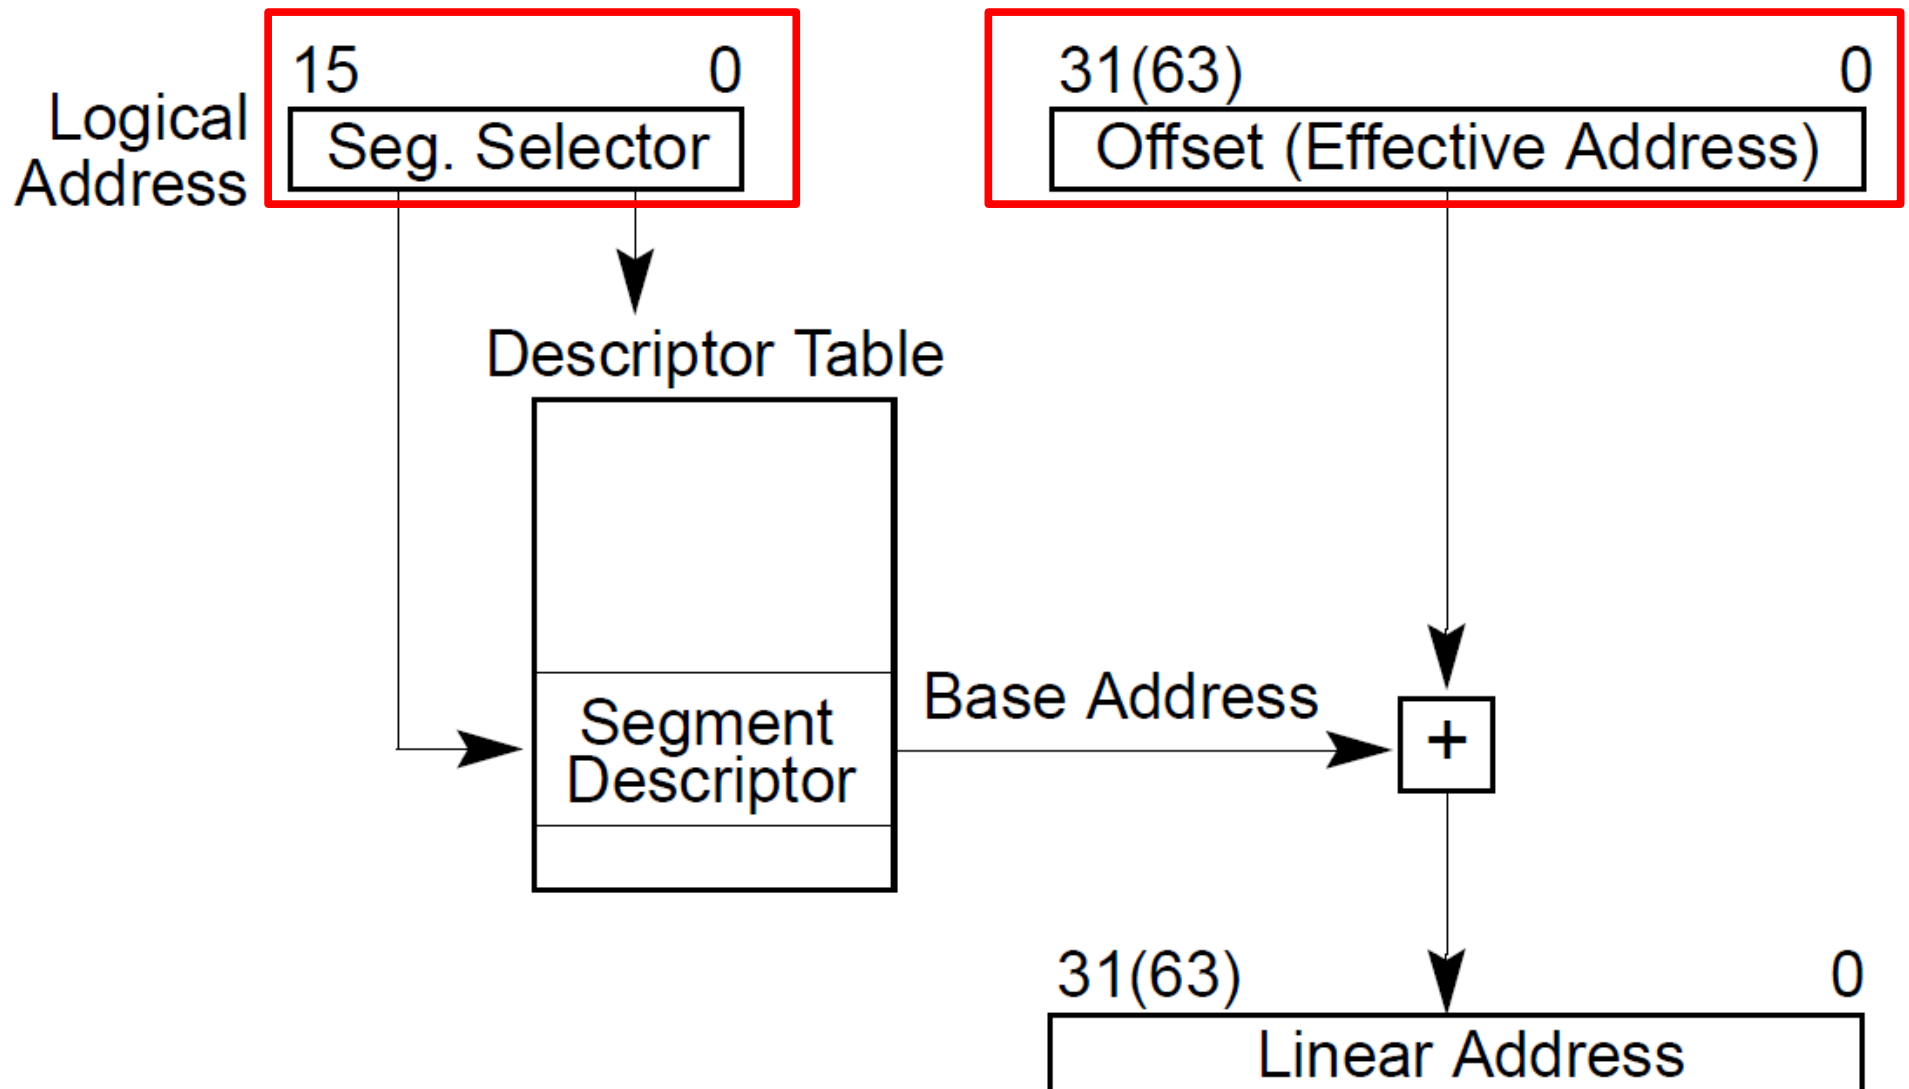 15 0
31(63) 0
Logical
Address
Seg. Selector
Offset (Effective Address)
Descriptor Table
Segment
Descriptor
Base Address
+
31(63) 0
Linear Address